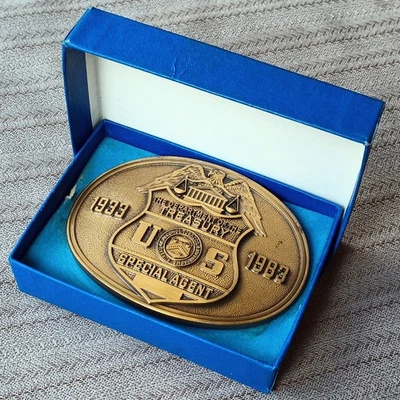 THE DEPARTMENT OF THE
TREASURY
1933
U S
1983
SPECIAL AGENT